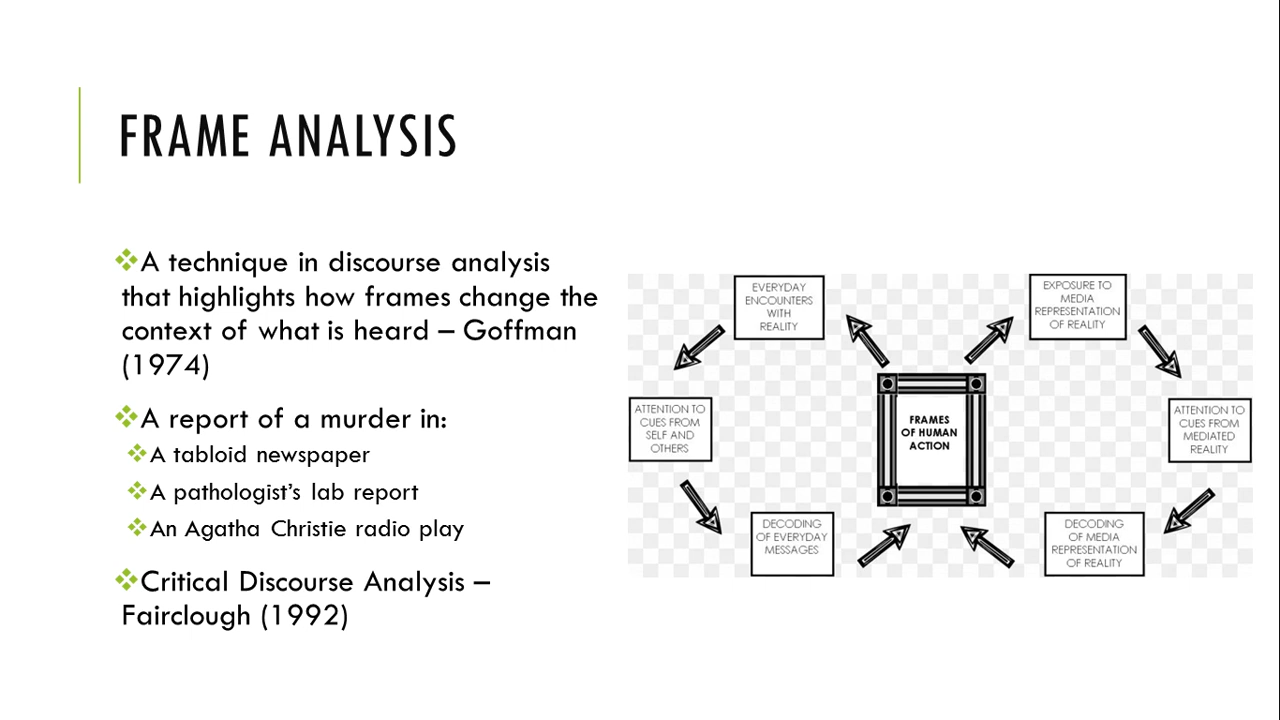 FRAME ANALYSIS
A technique in discourse analysis
that highlights how frames change the
context of what is heard – Goffman
(1974)
A report of a murder in:
A tabloid newspaper
A pathologist's lab report
An Agatha Christie radio play
Critical Discourse Analysis –
Fairclough (1992)
EVERYDAY
ENCOUNTERS
WITH
REALITY
EXPOSURE TO
MEDIA
REPRESENTATION
OF REALITY
ATTENTION TO
CUES FROM
SELF AND
OTHERS
FRAMES
OF HUMAN
ACTION
ATTENTION TO
CUES FROM
MEDIATED
REALITY
DECODING
OF EVERYDAY
MESSAGES
DECODING
OF MEDIA
REPRESENTATION
OF REALITY